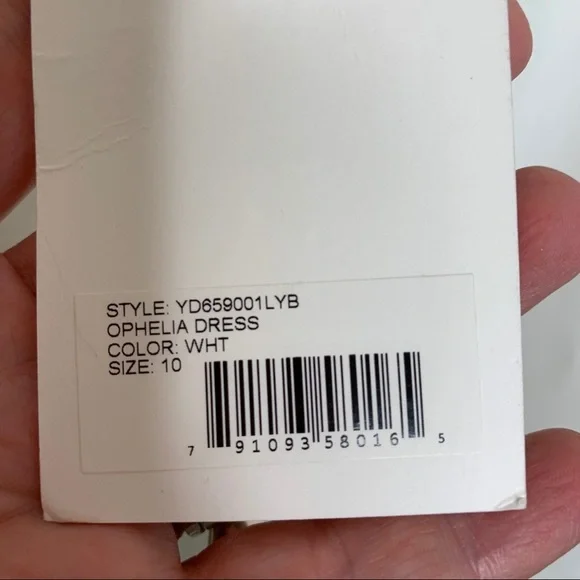 STYLE: YD659001LYB
OPHELIA DRESS
COLOR: WHT
SIZE: 10
7 91093 58016 5